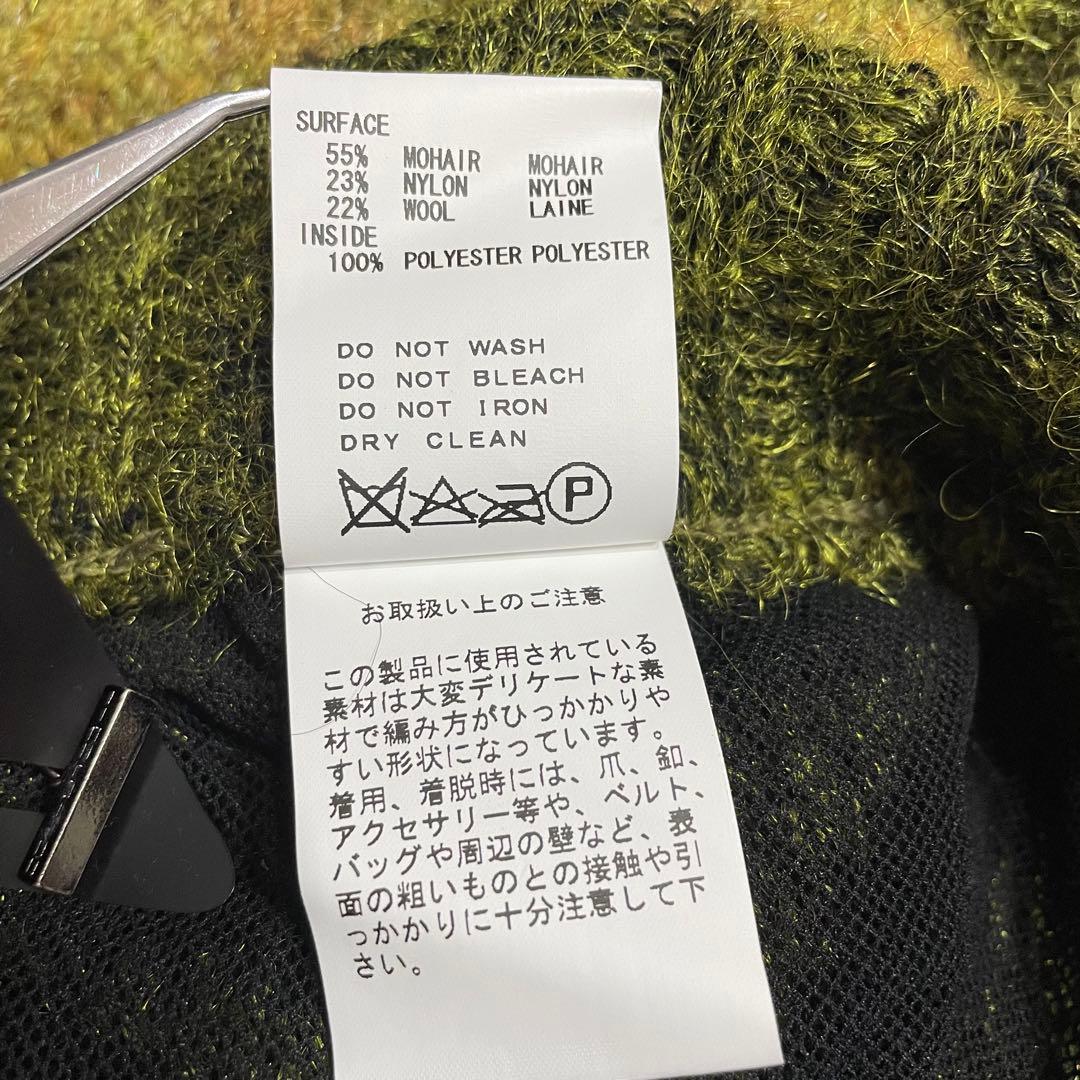 SURFACE
55% MOHAIR MOHAIR
23% NYLON NYLON
22% WOOL LAINE
INSIDE
100% POLYESTER POLYESTER
DO NOT WASH
DO NOT BLEACH
DO NOT IRON
DRY CLEAN
P
お取扱い上のご注意
この製品に使用されている
素材は大変デリケートな素
材で編み方がひっかかりや
すい形状になっています。
着用、着脱時には、爪、釦、
アクセサリー等や、ベルト、
バッグや周辺の壁など、表
面の粗いものとの接触や引
っかかりに十分注意して下
さい。